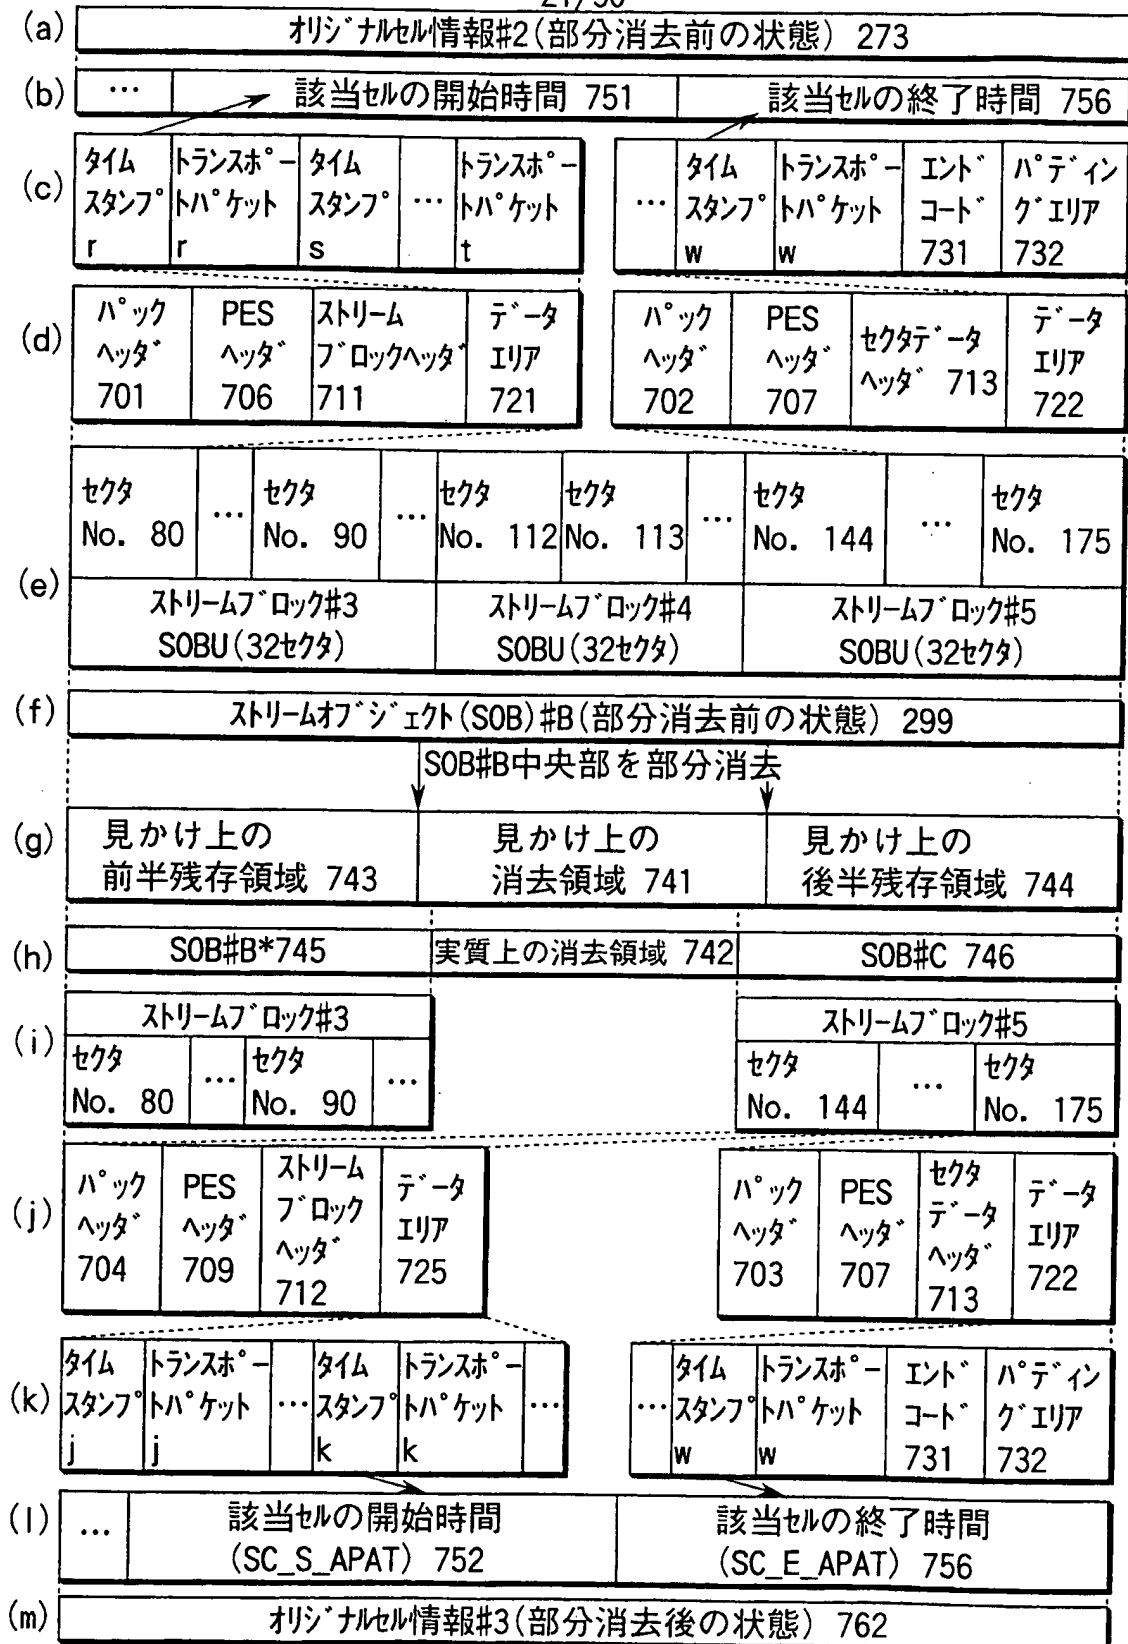 21/50
(a) オリジナルセル情報#2(部分消去前の状態) 273
(b) … 該当セルの開始時間 751 該当セルの終了時間 756
(c)
タイム
スタンプ
r
トランスポー
トパケット
r
タイム
スタンプ
s
…
トランスポー
トパケット
t
…
タイム
スタンプ
w
トランスポー
トパケット
w
エンド
コード
731
パディン
グエリア
732
(d)
パック
ヘッダ
701
PES
ヘッダ
706
ストリーム
ブロックヘッダ
711
データ
エリア
721
パック
ヘッダ
702
PES
ヘッダ
707
セクタデータ
ヘッダ 713
データ
エリア
722
(e)
セクタ
No. 80
…
セクタ
No. 90
…
セクタ
No. 112
セクタ
No. 113
…
セクタ
No. 144
…
セクタ
No. 175
ストリームブロック#3
SOBU(32セクタ)
ストリームブロック#4
SOBU(32セクタ)
ストリームブロック#5
SOBU(32セクタ)
(f) ストリームオブジェクト(SOB)#B(部分消去前の状態) 299
SOB#B中央部を部分消去
(g)
見かけ上の
前半残存領域 743
見かけ上の
消去領域 741
見かけ上の
後半残存領域 744
(h) SOB#B*745 実質上の消去領域 742 SOB#C 746
(i)
ストリームブロック#3
セクタ
No. 80
…
セクタ
No. 90
…
ストリームブロック#5
セクタ
No. 144
…
セクタ
No. 175
(j)
パック
ヘッダ
704
PES
ヘッダ
709
ストリーム
ブロック
ヘッダ
712
データ
エリア
725
パック
ヘッダ
703
PES
ヘッダ
707
セクタ
データ
ヘッダ
713
データ
エリア
722
(k)
タイム
スタンプ
j
トランスポー
トパケット
j
…
タイム
スタンプ
k
トランスポー
トパケット
k
…
…
タイム
スタンプ
w
トランスポー
トパケット
w
エンド
コード
731
パディン
グエリア
732
(l)
…
該当セルの開始時間
(SC_S_APAT) 752
該当セルの終了時間
(SC_E_APAT) 756
(m) オリジナルセル情報#3(部分消去後の状態) 762